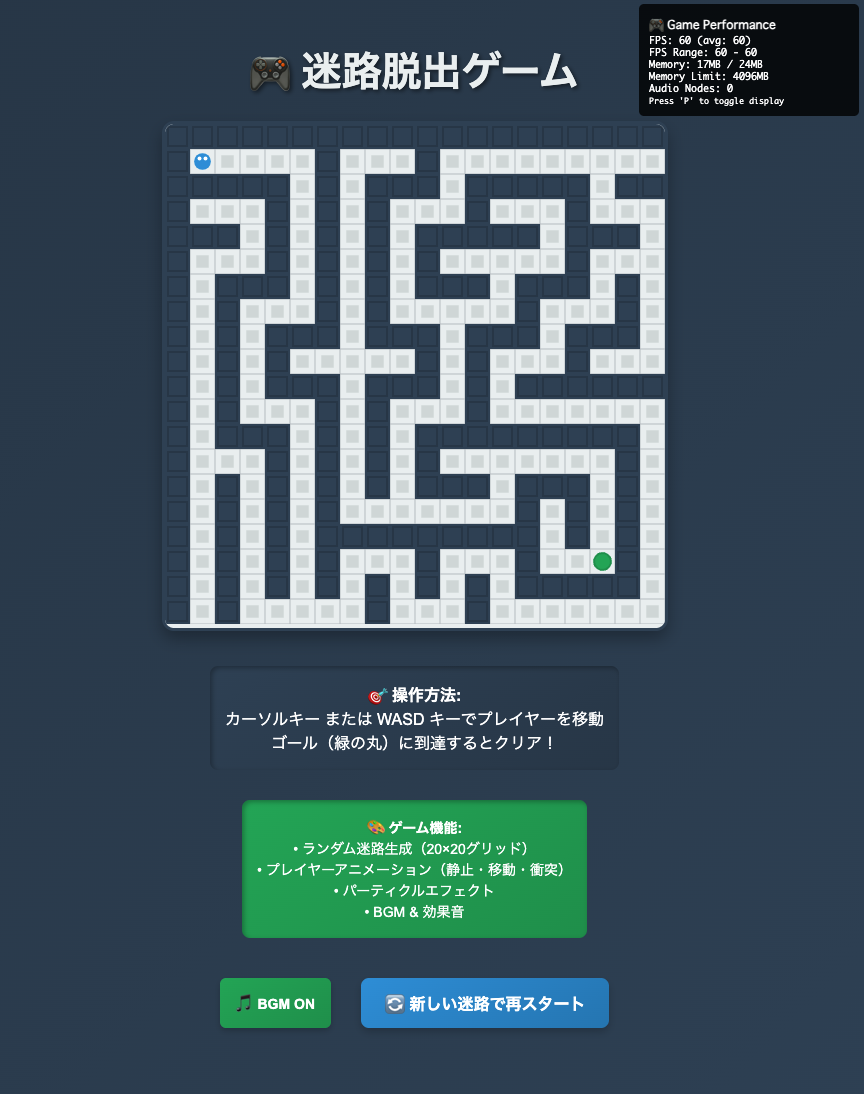 🎮 Game Performance
FPS: 60 (avg: 60)
FPS Range: 60 - 60
Memory: 17MB / 24MB
Memory Limit: 4096MB
Audio Nodes: 0
Press 'P' to toggle display
🎮 迷路脱出ゲーム
🎯 操作方法:
カーソルキー または WASD キーでプレイヤーを移動
ゴール（緑の丸）に到達するとクリア！
🎨 ゲーム機能:
• ランダム迷路生成（20×20グリッド）
• プレイヤーアニメーション（静止・移動・衝突）
• パーティクルエフェクト
• BGM & 効果音
🎵 BGM ON
🔄 新しい迷路で再スタート